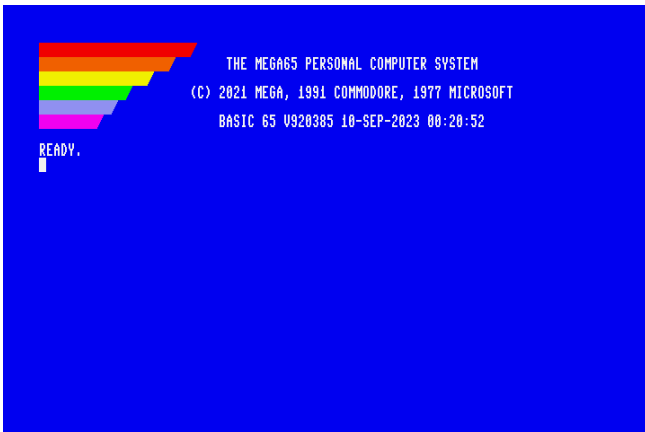 THE MEGA65 PERSONAL COMPUTER SYSTEM
(C) 2021 MEGA, 1991 COMMODORE, 1977 MICROSOFT
BASIC 65 V920385 10-SEP-2023 00:20:52
READY.